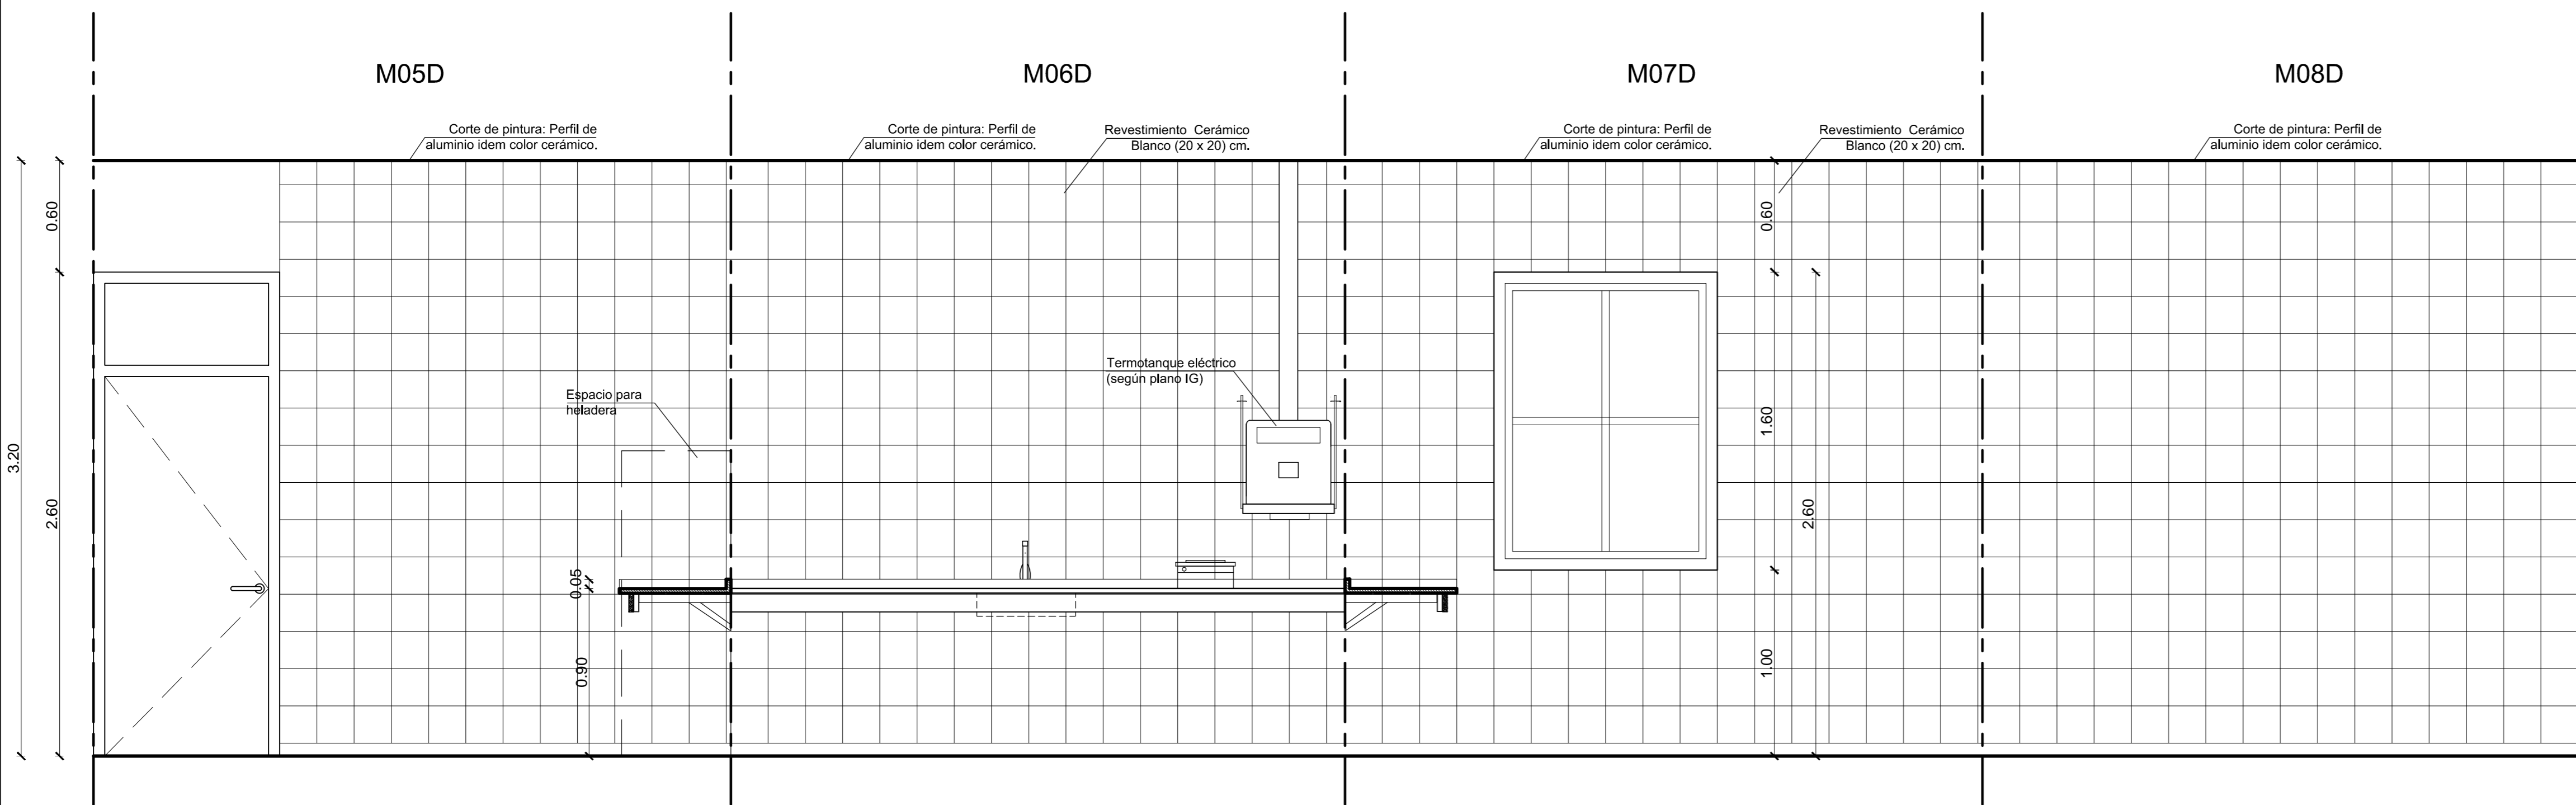 M05D
M06D
M07D
M08D
Corte de pintura: Perfil de
aluminio idem color cerámico.
Corte de pintura: Perfil de
aluminio idem color cerámico.
Revestimiento Cerámico
Blanco (20 x 20) cm.
Corte de pintura: Perfil de
aluminio idem color cerámico.
Revestimiento Cerámico
Blanco (20 x 20) cm.
Corte de pintura: Perfil de
aluminio idem color cerámico.
3.20
0.60
2.60
Espacio para
heladera
0.05
0.90
Termotanque eléctrico
(según plano IG)
0.60
1.60
1.00
2.60